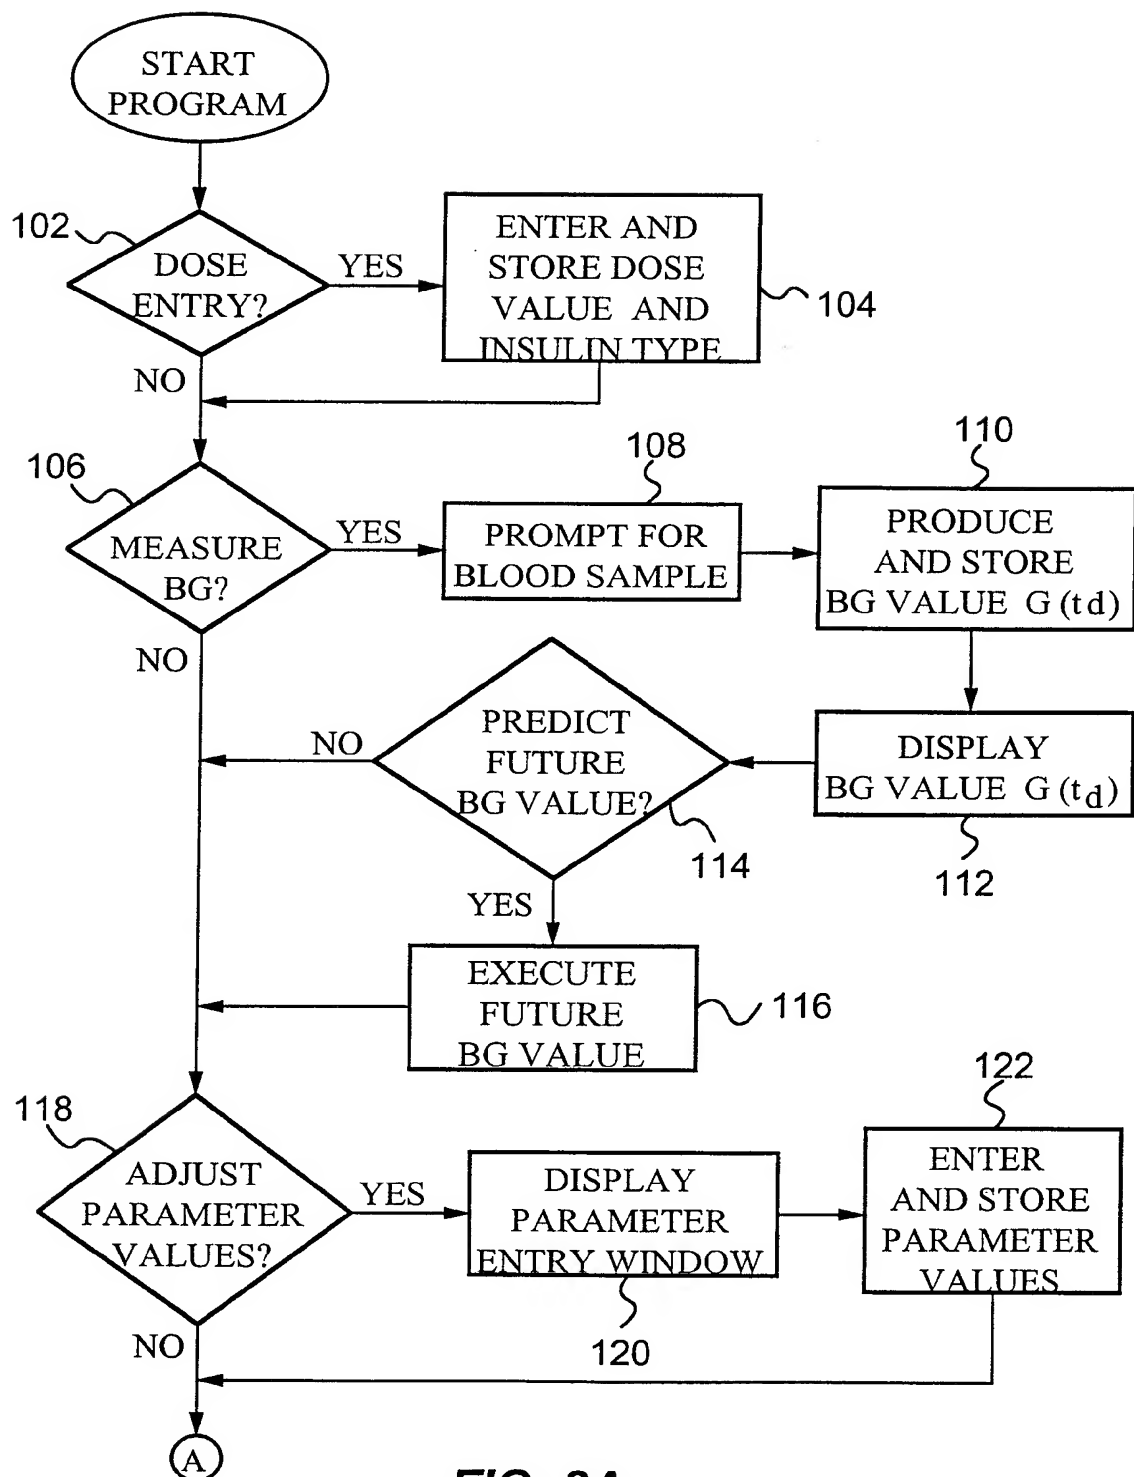 START
PROGRAM
102
DOSE
ENTRY?
YES
ENTER AND
STORE DOSE
VALUE AND
INSULIN TYPE
104
NO
106
MEASURE
BG?
YES
108
PROMPT FOR
BLOOD SAMPLE
110
PRODUCE
AND STORE
BG VALUE G (td)
NO
DISPLAY
BG VALUE G (td)
112
PREDICT
FUTURE
BG VALUE?
114
NO
YES
EXECUTE
FUTURE
BG VALUE
116
118
ADJUST
PARAMETER
VALUES?
YES
DISPLAY
PARAMETER
ENTRY WINDOW
120
122
ENTER
AND STORE
PARAMETER
VALUES
NO
A